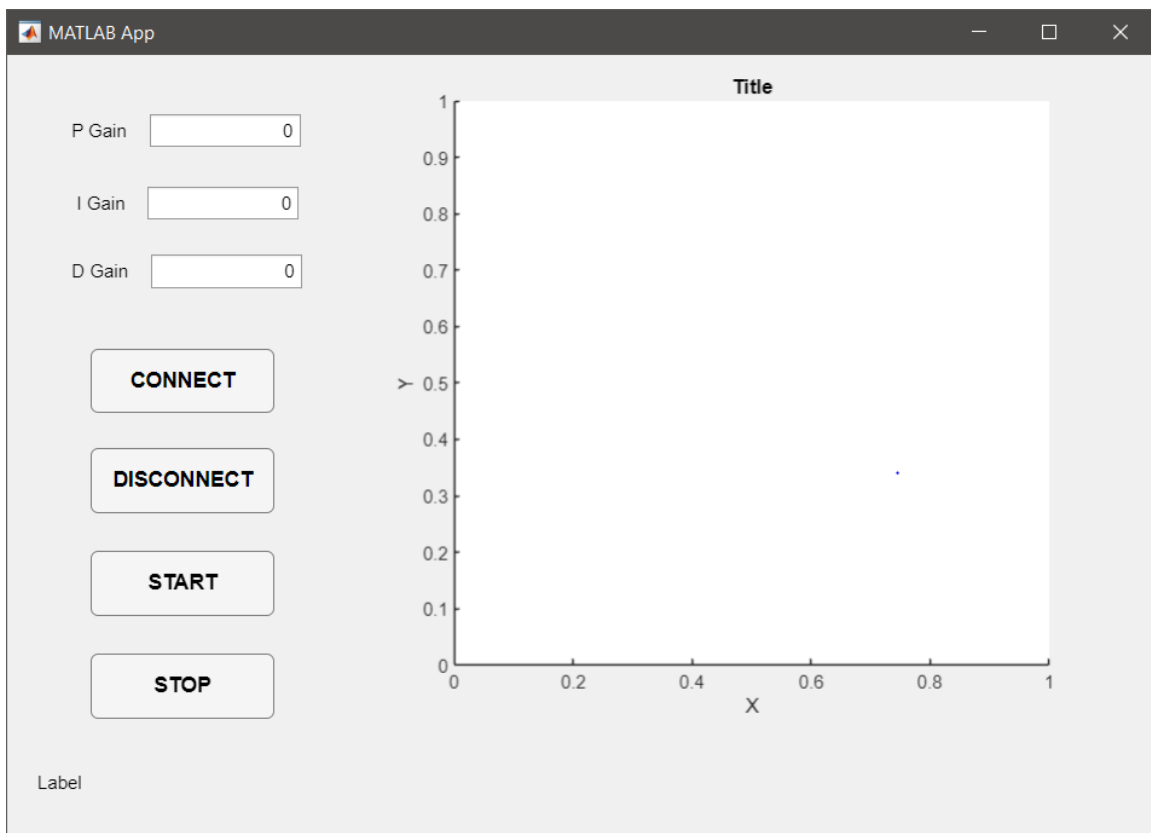 MATLAB App
P Gain 0
I Gain 0
D Gain 0
CONNECT
DISCONNECT
START
STOP
Label
Title
1
0.9
0.8
0.7
0.6
0.5
0.4
0.3
0.2
0.1
0
Y
0 0.2 0.4 0.6 0.8 1
X